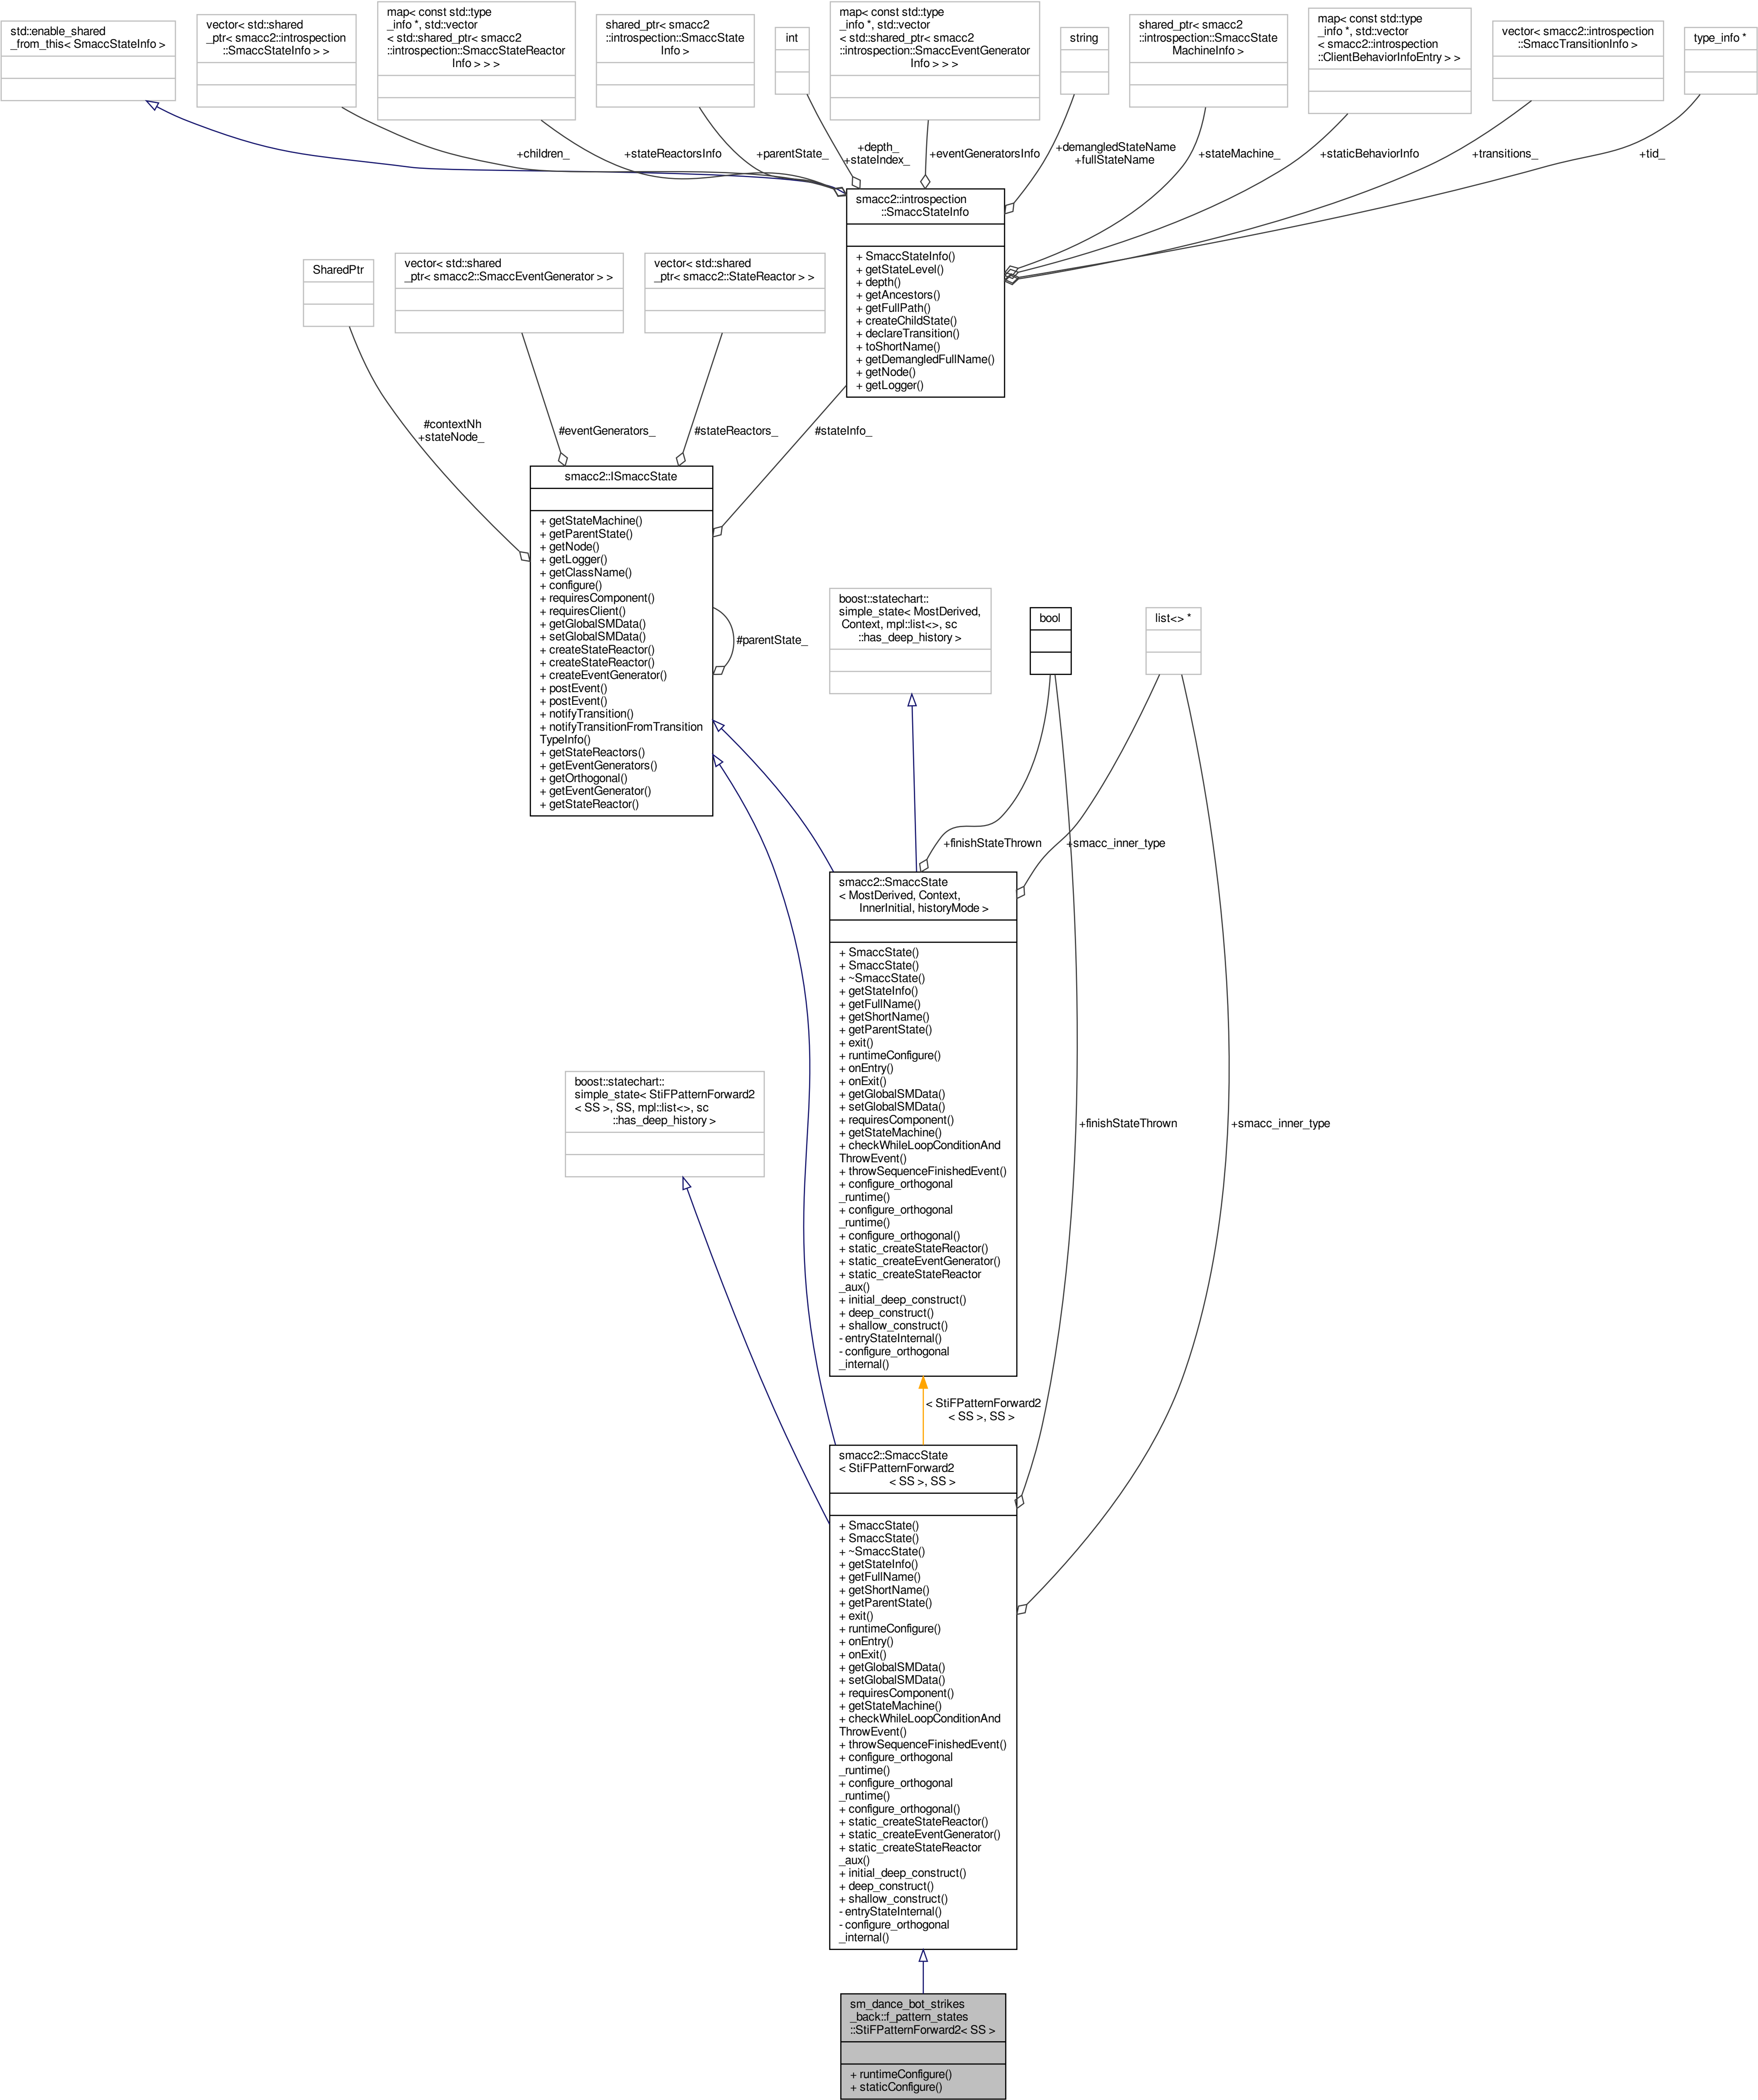 std::enable_shared
_from_this< SmaccStateInfo >
vector< std::shared
_ptr< smacc2::introspection
::SmaccStateInfo > >
map< const std::type
_info *, std::vector
< std::shared_ptr< smacc2
::introspection::SmaccStateReactor
Info > > >
shared_ptr< smacc2
::introspection::SmaccState
Info >
int
map< const std::type
_info *, std::vector
< std::shared_ptr< smacc2
::introspection::SmaccEventGenerator
Info > > >
string
shared_ptr< smacc2
::introspection::SmaccState
MachineInfo >
map< const std::type
_info *, std::vector
< smacc2::introspection
::ClientBehaviorInfoEntry > >
vector< smacc2::introspection
::SmaccTransitionInfo >
type_info *
+children_
+stateReactorsInfo
+parentState_
+depth_
+stateIndex_
+eventGeneratorsInfo
+demangledStateName
+fullStateName
+stateMachine_
+staticBehaviorInfo
+transitions_
+tid_
smacc2::introspection
::SmaccStateInfo
+ SmaccStateInfo()
+ getStateLevel()
+ depth()
+ getAncestors()
+ getFullPath()
+ createChildState()
+ declareTransition()
+ toShortName()
+ getDemangledFullName()
+ getNode()
+ getLogger()
SharedPtr
vector< std::shared
_ptr< smacc2::SmaccEventGenerator > >
vector< std::shared
_ptr< smacc2::StateReactor > >
#contextNh
+stateNode_
#eventGenerators_
#stateReactors_
#stateInfo_
smacc2::ISmaccState
+ getStateMachine()
+ getParentState()
+ getNode()
+ getLogger()
+ getClassName()
+ configure()
+ requiresComponent()
+ requiresClient()
+ getGlobalSMData()
+ setGlobalSMData()
+ createStateReactor()
+ createStateReactor()
+ createEventGenerator()
+ postEvent()
+ postEvent()
+ notifyTransition()
+ notifyTransitionFromTransition
TypeInfo()
+ getStateReactors()
+ getEventGenerators()
+ getOrthogonal()
+ getEventGenerator()
+ getStateReactor()
#parentState_
boost::statechart::
simple_state< MostDerived,
Context, mpl::list<>, sc
::has_deep_history >
bool
list<> *
+finishStateThrown
+smacc_inner_type
smacc2::SmaccState
< MostDerived, Context,
InnerInitial, historyMode >
+ SmaccState()
+ SmaccState()
+ ~SmaccState()
+ getStateInfo()
+ getFullName()
+ getShortName()
+ getParentState()
+ exit()
+ runtimeConfigure()
+ onEntry()
+ onExit()
+ getGlobalSMData()
+ setGlobalSMData()
+ requiresComponent()
+ getStateMachine()
+ checkWhileLoopConditionAnd
ThrowEvent()
+ throwSequenceFinishedEvent()
+ configure_orthogonal
_runtime()
+ configure_orthogonal
_runtime()
+ configure_orthogonal()
+ static_createStateReactor()
+ static_createEventGenerator()
+ static_createStateReactor
_aux()
+ initial_deep_construct()
+ deep_construct()
+ shallow_construct()
- entryStateInternal()
- configure_orthogonal
_internal()
boost::statechart::
simple_state< StiFPatternForward2
< SS >, SS, mpl::list<>, sc
::has_deep_history >
+finishStateThrown
+smacc_inner_type
< StiFPatternForward2
< SS >, SS >
smacc2::SmaccState
< StiFPatternForward2
< SS >, SS >
+ SmaccState()
+ SmaccState()
+ ~SmaccState()
+ getStateInfo()
+ getFullName()
+ getShortName()
+ getParentState()
+ exit()
+ runtimeConfigure()
+ onEntry()
+ onExit()
+ getGlobalSMData()
+ setGlobalSMData()
+ requiresComponent()
+ getStateMachine()
+ checkWhileLoopConditionAnd
ThrowEvent()
+ throwSequenceFinishedEvent()
+ configure_orthogonal
_runtime()
+ configure_orthogonal
_runtime()
+ configure_orthogonal()
+ static_createStateReactor()
+ static_createEventGenerator()
+ static_createStateReactor
_aux()
+ initial_deep_construct()
+ deep_construct()
+ shallow_construct()
- entryStateInternal()
- configure_orthogonal
_internal()
sm_dance_bot_strikes
_back::f_pattern_states
::StiFPatternForward2< SS >
+ runtimeConfigure()
+ staticConfigure()